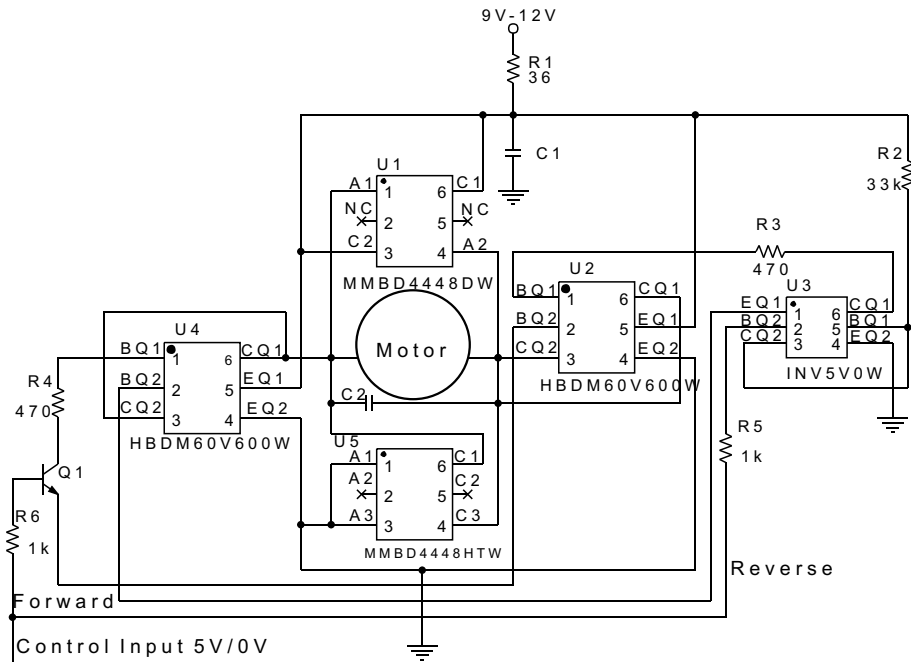 9V-12V
R1
36
C1
R2
33k
U1
A1
1
6
C1
NC
2
5
NC
C2
3
4
A2
MMBD4448DW
R3
470
U2
BQ1
1
6
CQ1
BQ2
2
5
EQ1
CQ2
3
4
EQ2
HBDM60V600W
U3
EQ1
1
6
CQ1
BQ2
2
5
BQ1
CQ2
3
4
EQ2
INV5V0W
Motor
C2
U4
BQ1
1
6
CQ1
BQ2
2
5
EQ1
CQ2
3
4
EQ2
HBDM60V600W
R4
470
Q1
R6
1k
U5
A1
1
6
C1
A2
2
5
C2
A3
3
4
C3
MMBD4448HTW
R5
1k
Reverse
Forward
Control Input 5V/0V